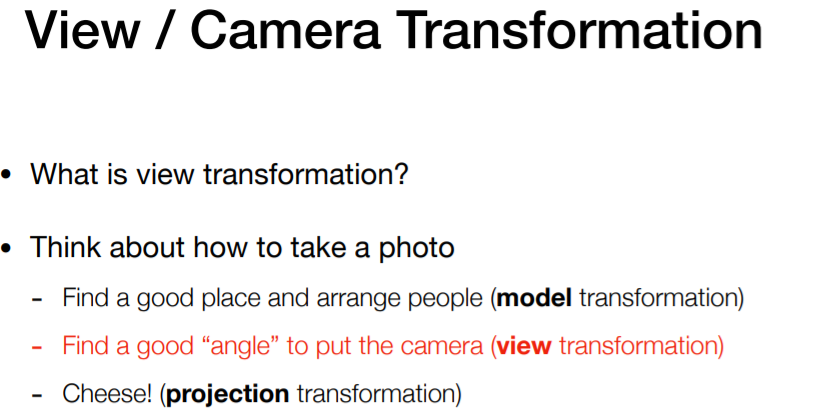 View / Camera Transformation
• What is view transformation?
• Think about how to take a photo
- Find a good place and arrange people (model transformation)
- Find a good “angle” to put the camera (view transformation)
- Cheese! (projection transformation)